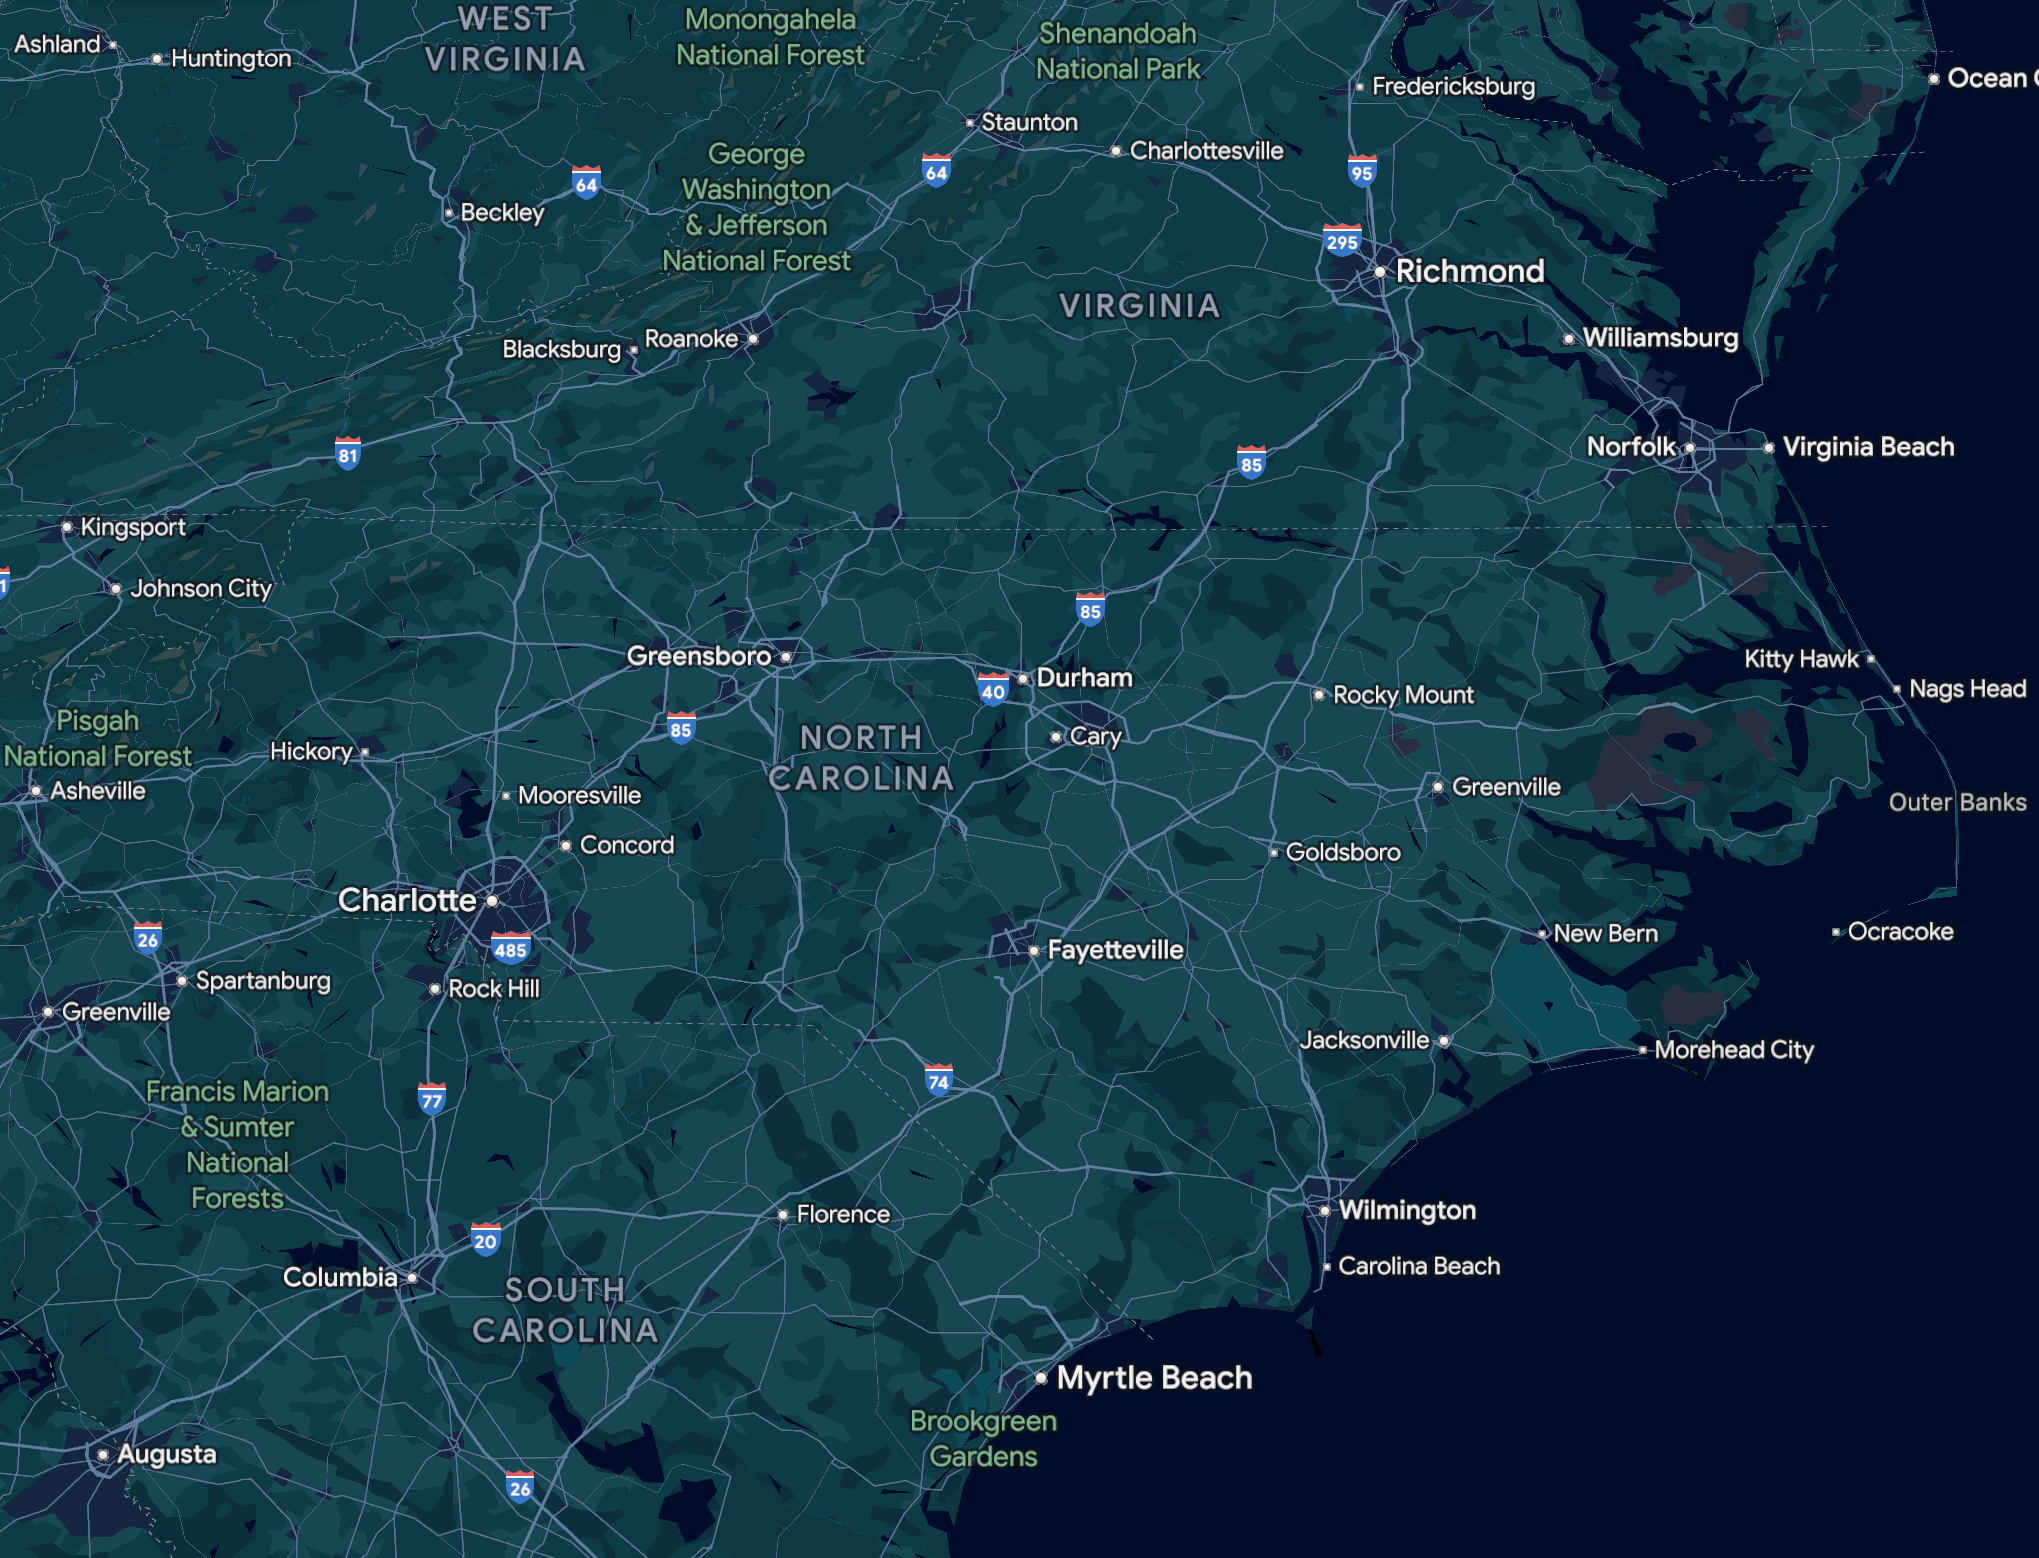 WEST
VIRGINIA
Monongahela
National Forest
Shenandoah
National Park
Ashland
Huntington
Fredericksburg
Ocean
Staunton
Charlottesville
George
Washington
& Jefferson
National Forest
64
64
95
Beckley
295
Richmond
VIRGINIA
Blacksburg
Roanoke
Williamsburg
81
85
Norfolk
Virginia Beach
Kingsport
Johnson City
1
85
Greensboro
Durham
40
Kitty Hawk
Nags Head
Rocky Mount
Pisgah
National Forest
85
NORTH
CAROLINA
Cary
Hickory
Asheville
Mooresville
Greenville
Outer Banks
Concord
Goldsboro
Charlotte
26
485
Fayetteville
New Bern
Ocracoke
Spartanburg
Rock Hill
Greenville
Jacksonville
Morehead City
Francis Marion
& Sumter
National
Forests
77
74
Florence
Wilmington
20
Columbia
Carolina Beach
SOUTH
CAROLINA
Myrtle Beach
Brookgreen
Gardens
Augusta
26